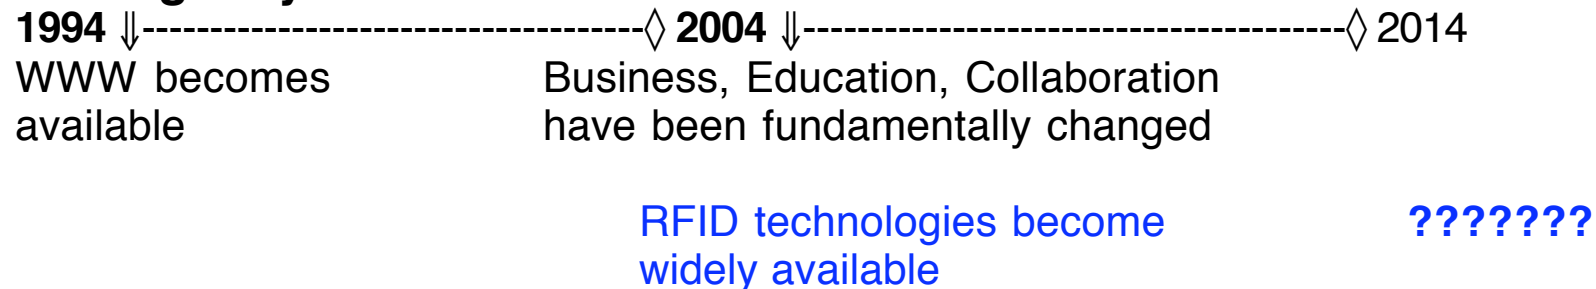 1994 ⇓-------------------------------------◊ 2004 ⇓----------------------------------------◊ 2014
WWW becomes Business, Education, Collaboration
available have been fundamentally changed
RFID technologies become ???????
widely available